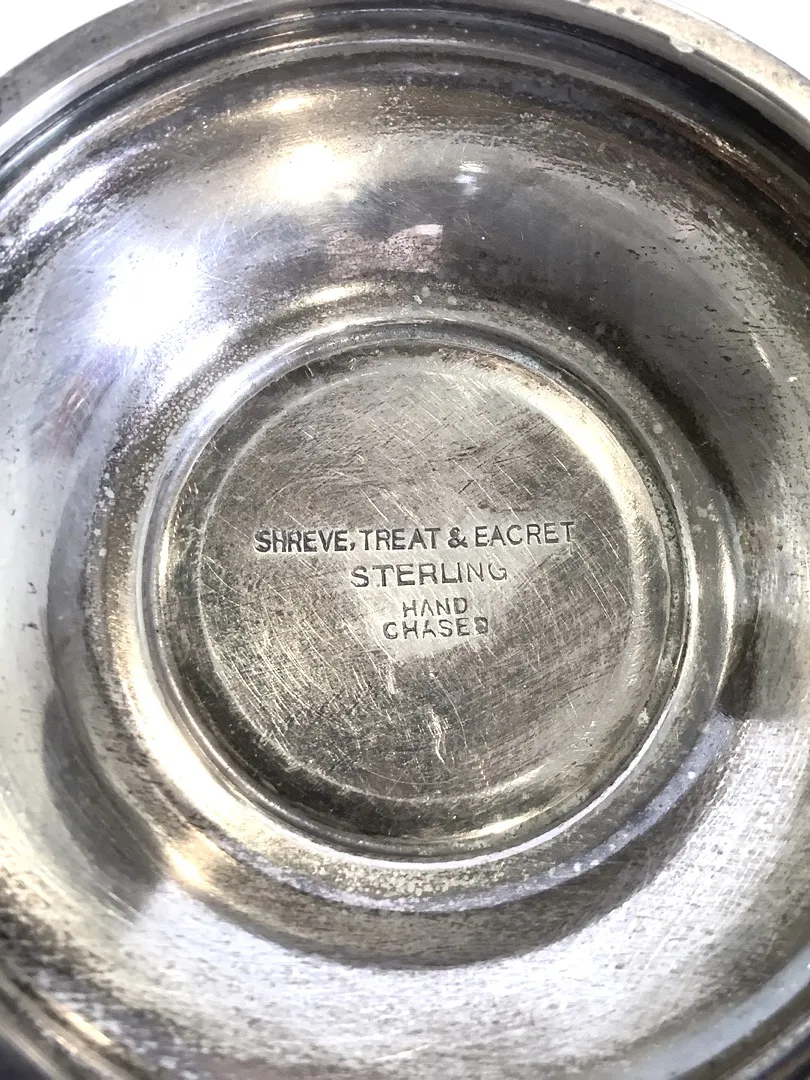 SHREVE, TREAT & EACRET
STERLING
HAND
CHASED